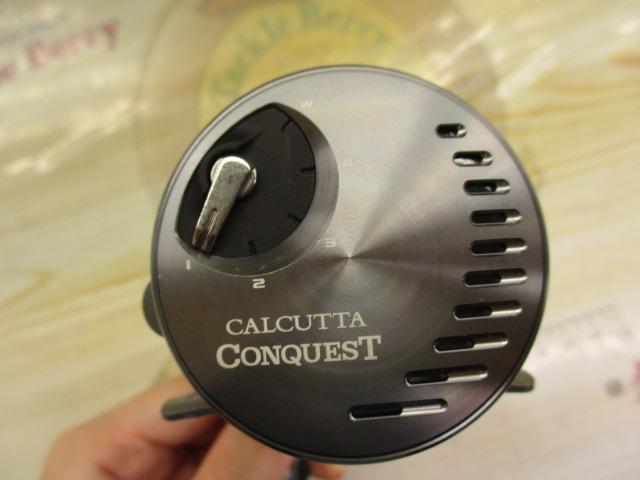 Tackle Berry
Berry
W
4
3
2
1
CALCUTTA
CONQUEST